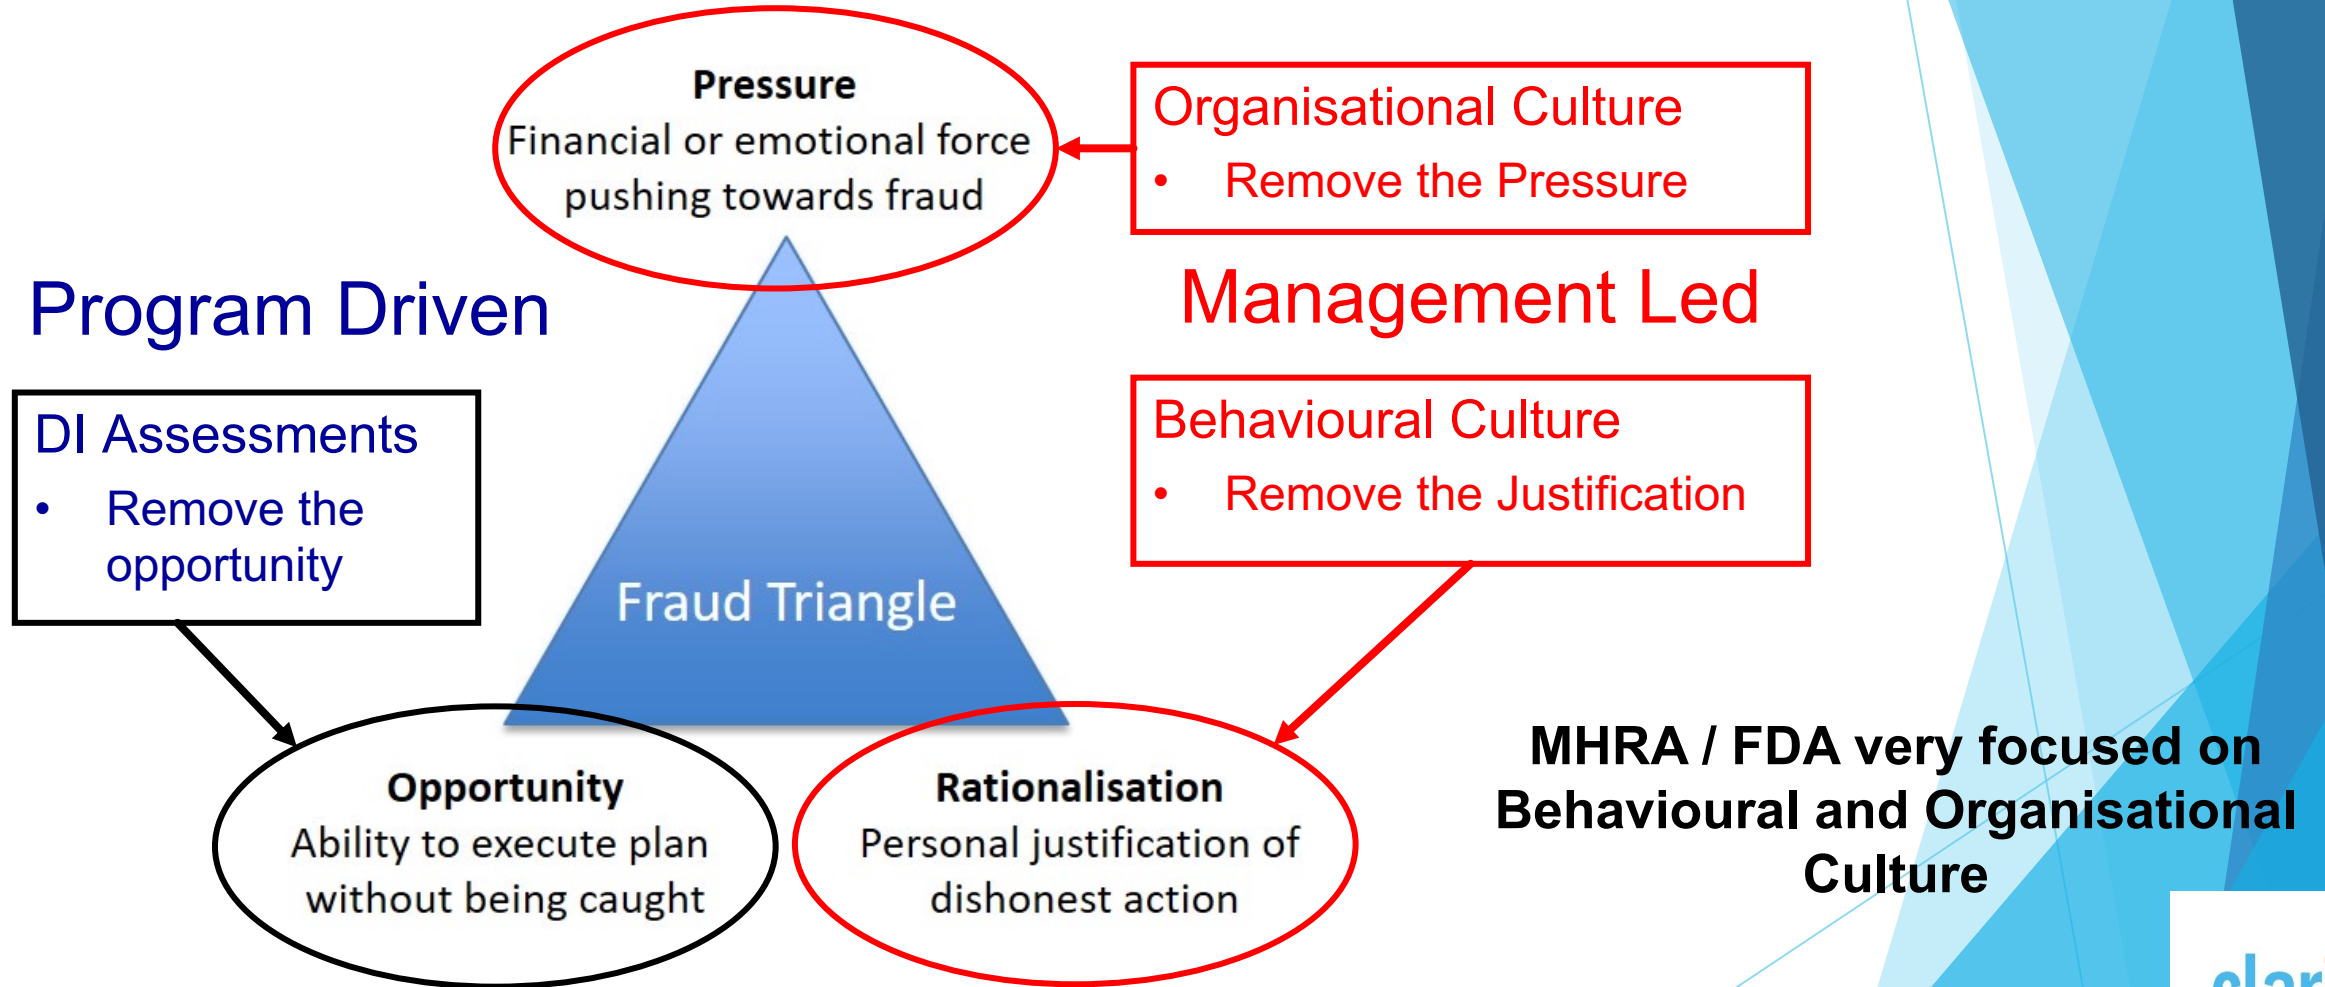 Pressure
Financial or emotional force
pushing towards fraud
Organisational Culture
• Remove the Pressure
Program Driven
Management Led
DI Assessments
• Remove the
opportunity
Behavioural Culture
• Remove the Justification
Fraud Triangle
Opportunity
Ability to execute plan
without being caught
Rationalisation
Personal justification of
dishonest action
MHRA / FDA very focused on
Behavioural and Organisational
Culture